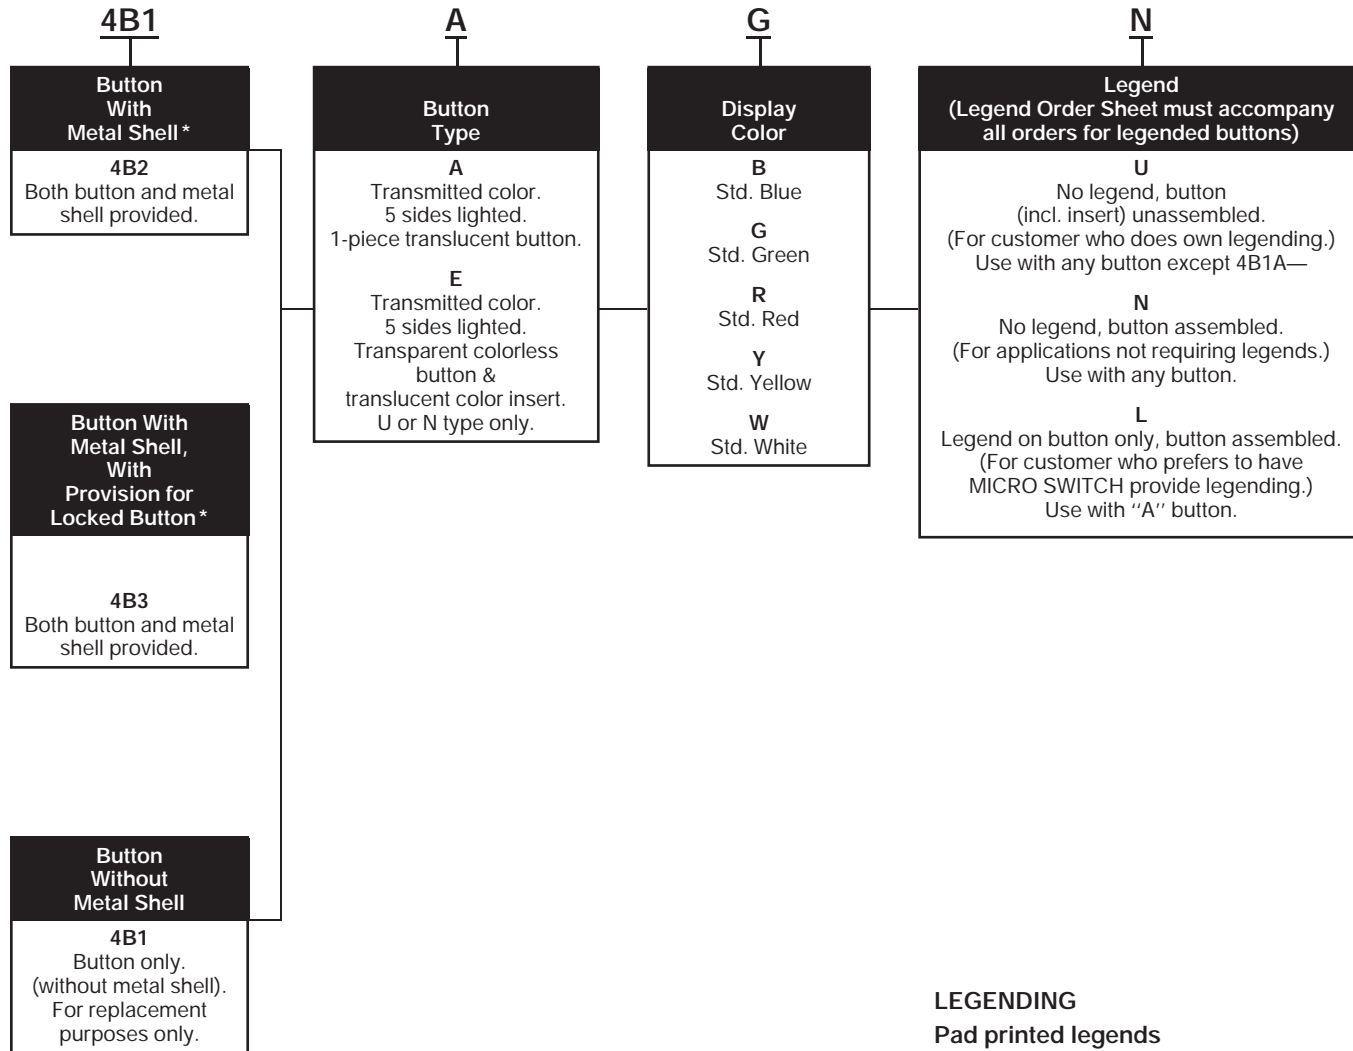 4B1 A G N
Button
With
Metal Shell*
4B2
Both button and metal
shell provided.
Button With
Metal Shell,
With
Provision for
Locked Button*
4B3
Both button and metal
shell provided.
Button
Without
Metal Shell
4B1
Button only.
(without metal shell).
For replacement
purposes only.
Button
Type
A
Transmitted color.
5 sides lighted.
1-piece translucent button.
E
Transmitted color.
5 sides lighted.
Transparent colorless
button &
translucent color insert.
U or N type only.
Display
Color
B
Std. Blue
G
Std. Green
R
Std. Red
Y
Std. Yellow
W
Std. White
Legend
(Legend Order Sheet must accompany
all orders for legended buttons)
U
No legend, button
(incl. insert) unassembled.
(For customer who does own legending.)
Use with any button except 4B1A—
N
No legend, button assembled.
(For applications not requiring legends.)
Use with any button.
L
Legend on button only, button assembled.
(For customer who prefers to have
MICRO SWITCH provide legending.)
Use with ''A'' button.
LEGENDING
Pad printed legends